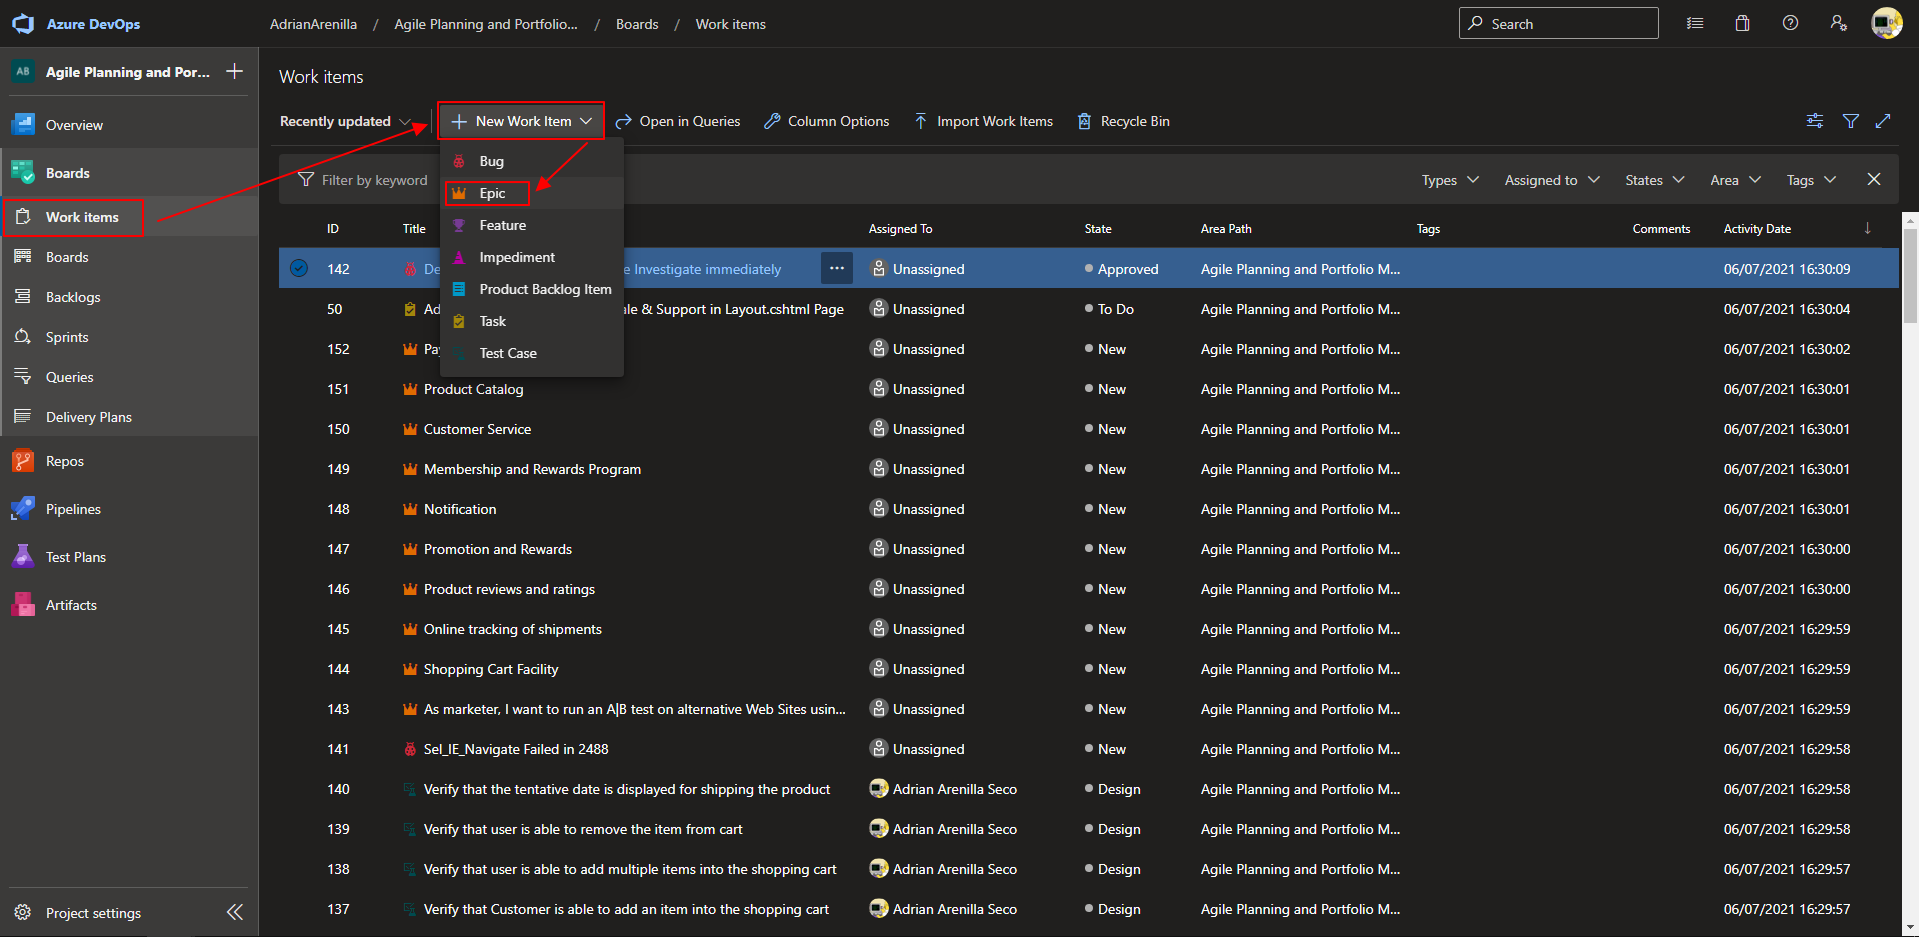 Azure DevOps
AdrianArenilla / Agile Planning and Portfolio... / Boards / Work items
Search
AB Agile Planning and Por...
Overview
Boards
Work items
Boards
Backlogs
Sprints
Queries
Delivery Plans
Repos
Pipelines
Test Plans
Artifacts
Project settings
Work items
Recently updated New Work Item Open in Queries Column Options Import Work Items Recycle Bin
Bug
Epic
Feature
Impediment
Product Backlog Item
Task
Test Case
Filter by keyword Types Assigned to States Area Tags
ID Title Assigned To State Area Path Tags Comments Activity Date
142 De e Investigate immediately Unassigned Approved Agile Planning and Portfolio M... 06/07/2021 16:30:09
50 Ad ale & Support in Layout.cshtml Page Unassigned To Do Agile Planning and Portfolio M... 06/07/2021 16:30:04
152 Pay Unassigned New Agile Planning and Portfolio M... 06/07/2021 16:30:02
151 Product Catalog Unassigned New Agile Planning and Portfolio M... 06/07/2021 16:30:01
150 Customer Service Unassigned New Agile Planning and Portfolio M... 06/07/2021 16:30:01
149 Membership and Rewards Program Unassigned New Agile Planning and Portfolio M... 06/07/2021 16:30:01
148 Notification Unassigned New Agile Planning and Portfolio M... 06/07/2021 16:30:01
147 Promotion and Rewards Unassigned New Agile Planning and Portfolio M... 06/07/2021 16:30:00
146 Product reviews and ratings Unassigned New Agile Planning and Portfolio M... 06/07/2021 16:30:00
145 Online tracking of shipments Unassigned New Agile Planning and Portfolio M... 06/07/2021 16:29:59
144 Shopping Cart Facility Unassigned New Agile Planning and Portfolio M... 06/07/2021 16:29:59
143 As marketer, I want to run an A|B test on alternative Web Sites usin... Unassigned New Agile Planning and Portfolio M... 06/07/2021 16:29:59
141 Sel_IE_Navigate Failed in 2488 Unassigned New Agile Planning and Portfolio M... 06/07/2021 16:29:58
140 Verify that the tentative date is displayed for shipping the product Adrian Arenilla Seco Design Agile Planning and Portfolio M... 06/07/2021 16:29:58
139 Verify that user is able to remove the item from cart Adrian Arenilla Seco Design Agile Planning and Portfolio M... 06/07/2021 16:29:58
138 Verify that user is able to add multiple items into the shopping cart Adrian Arenilla Seco Design Agile Planning and Portfolio M... 06/07/2021 16:29:57
137 Verify that Customer is able to add an item into the shopping cart Adrian Arenilla Seco Design Agile Planning and Portfolio M... 06/07/2021 16:29:57